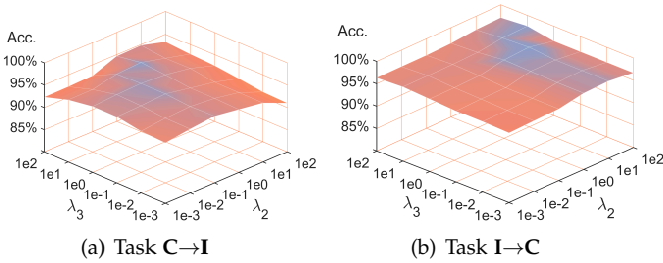 Acc.
100%
95%
90%
85%
1e2
1e1
1e0
1e-1
1e-2
1e-3
λ3
1e-3
1e-2
1e-1
1e0
1e1
1e2
λ2
(a) Task C→I
Acc.
100%
95%
90%
85%
1e2
1e1
1e0
1e-1
1e-2
1e-3
λ3
1e-3
1e-2
1e-1
1e0
1e1
1e2
λ2
(b) Task I→C